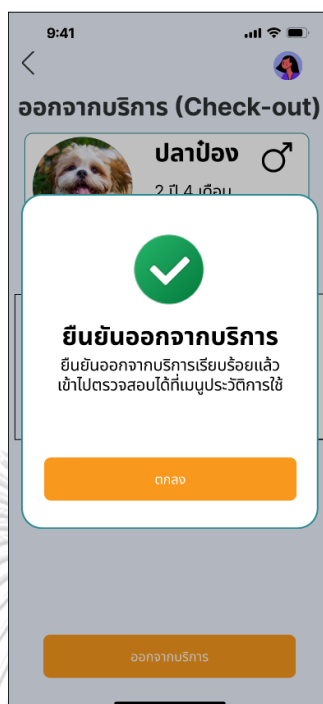 9:41
ออกจากบริการ (Check-out)
ปลาป๋อง
2 ปี 4 เดือน
ยืนยันออกจากบริการ
ยืนยันออกจากบริการเรียบร้อยแล้ว
เข้าไปตรวจสอบได้ที่เมนูประวัติการใช้
ตกลง
ออกจากบริการ